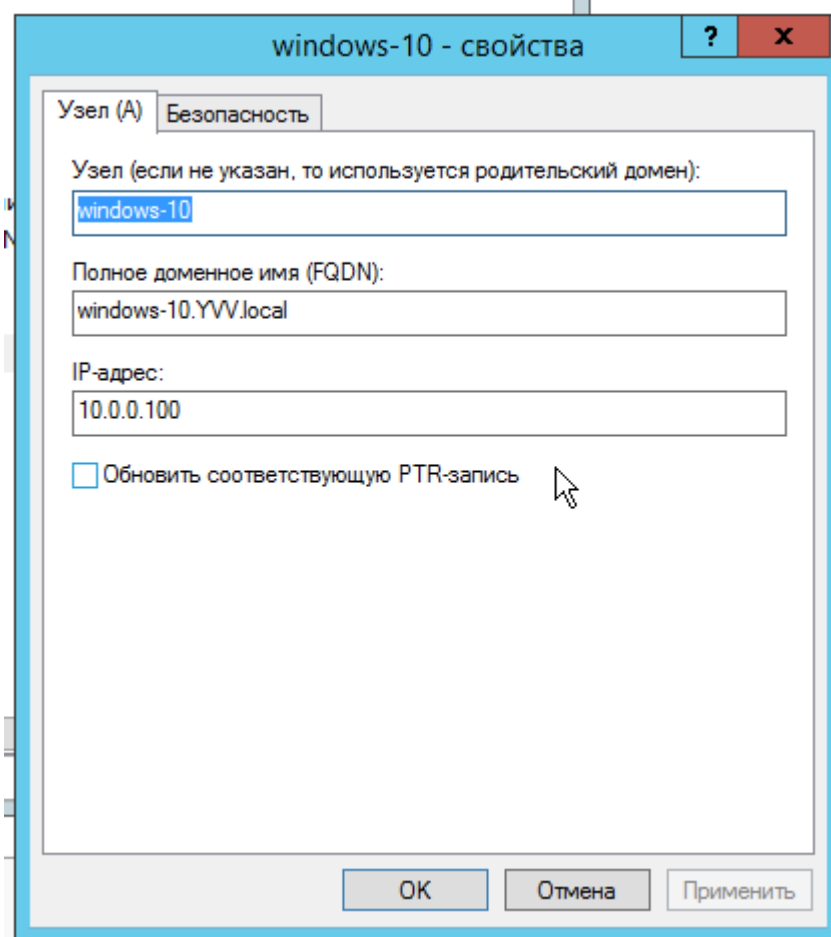 windows-10 - свойства
?
x
Узел (A)
Безопасность
Узел (если не указан, то используется родительский домен):
windows-10
Полное доменное имя (FQDN):
windows-10.YVV.local
IP-адрес:
10.0.0.100
Обновить соответствующую PTR-запись
ОК
Отмена
Применить